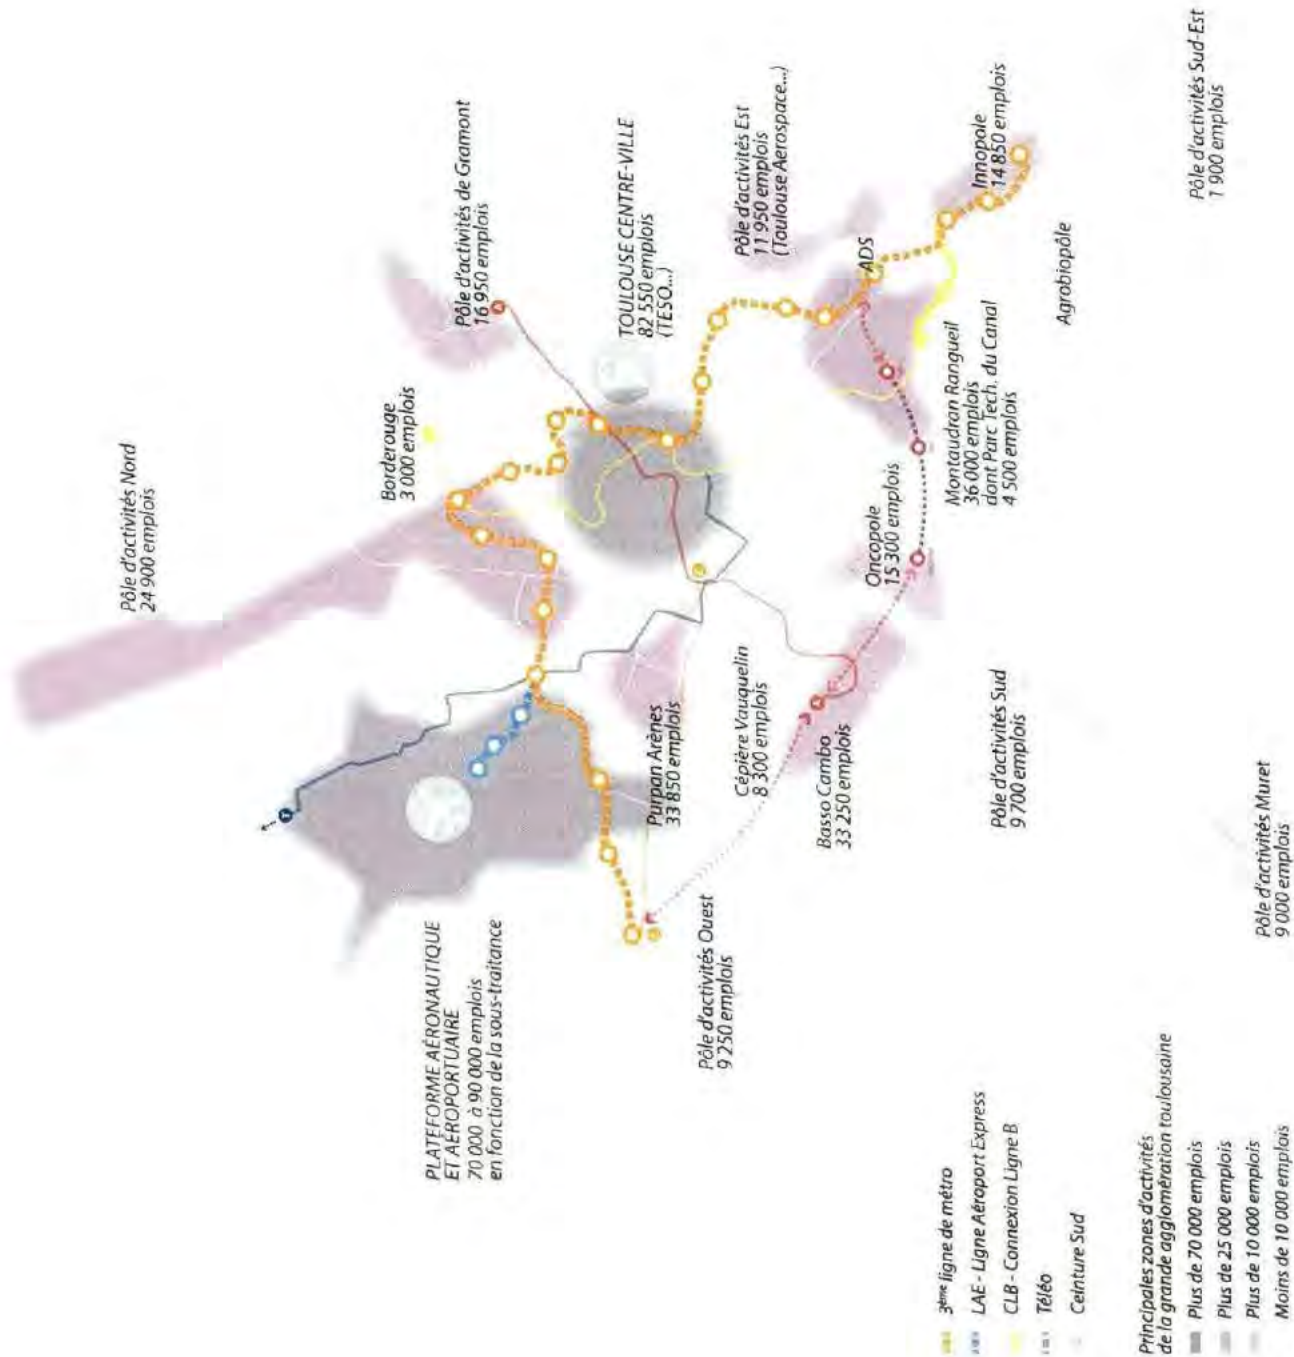 Pôle d'activités Nord
24 900 emplois
Borderouge
3 000 emplois
Pôle d'activités de Gramont
16 950 emplois
TOULOUSE CENTRE-VILLE
82 550 emplois
(TESO...)
Pôle d'activités Est
11 950 emplois
(Toulouse Aerospace...)
ADS
Innopole
14 850 emplois
Agrobiopôle
Pôle d'activités Sud-Est
1 900 emplois
Montaudran Rangueil
36 000 emplois
dont Parc Tech. du Canal
4 500 emplois
Oncopole
15 300 emplois
PLATEFORME AÉRONAUTIQUE
ET AÉROPORTUAIRE
70 000 à 90 000 emplois
en fonction de la sous-traitance
Purpan Arènes
33 850 emplois
Cépière Vauquelin
8 300 emplois
Basso Cambo
33 250 emplois
Pôle d'activités Ouest
9 250 emplois
Pôle d'activités Sud
9 700 emplois
Pôle d'activités Muret
9 000 emplois
3ème ligne de métro
LAE - Ligne Aéroport Express
CLB - Connexion Ligne B
Téléo
Ceinture Sud
Principales zones d'activités
de la grande agglomération toulousaine
Plus de 70 000 emplois
Plus de 25 000 emplois
Plus de 10 000 emplois
Moins de 10 000 emplois